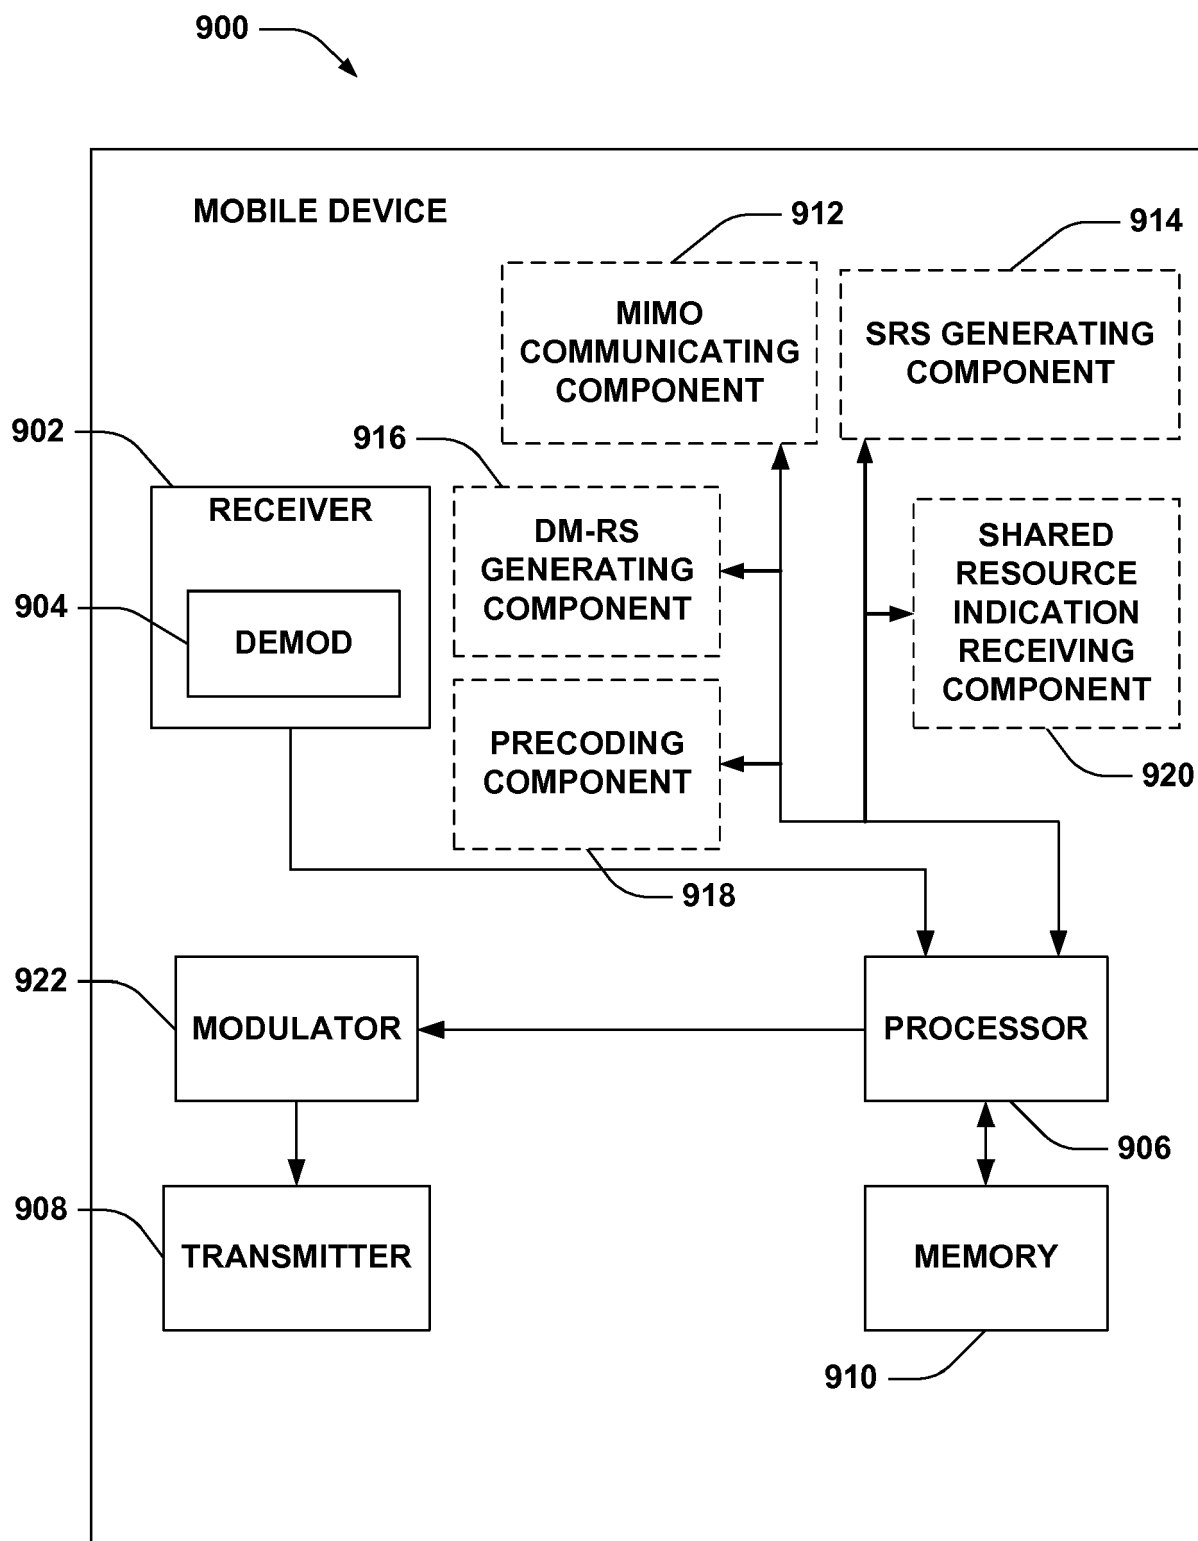 900
MOBILE DEVICE
912
914
MIMO
COMMUNICATING
COMPONENT
SRS GENERATING
COMPONENT
902
916
RECEIVER
DM-RS
GENERATING
COMPONENT
SHARED
RESOURCE
INDICATION
RECEIVING
COMPONENT
904
DEMOD
PRECODING
COMPONENT
920
918
922
MODULATOR
PROCESSOR
906
908
TRANSMITTER
MEMORY
910